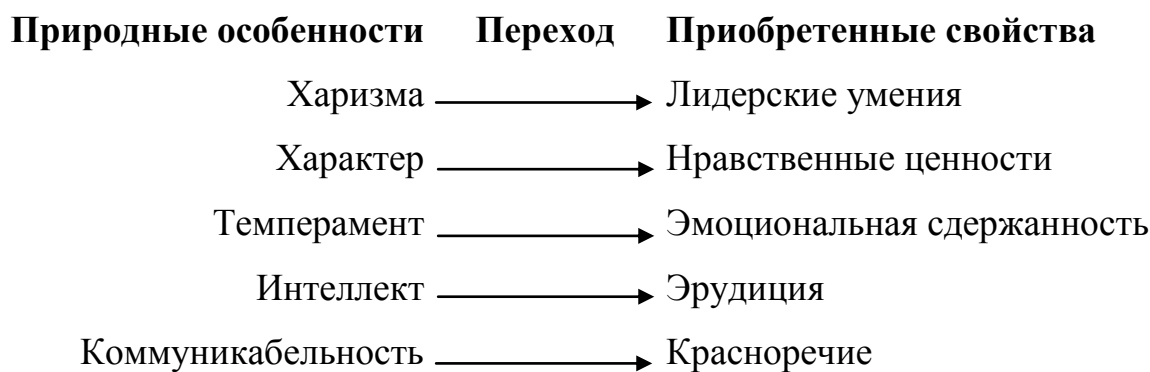 Природные особенности Переход Приобретенные свойства
Харизма Лидерские умения
Характер Нравственные ценности
Темперамент Эмоциональная сдержанность
Интеллект Эрудиция
Коммуникабельность Красноречие